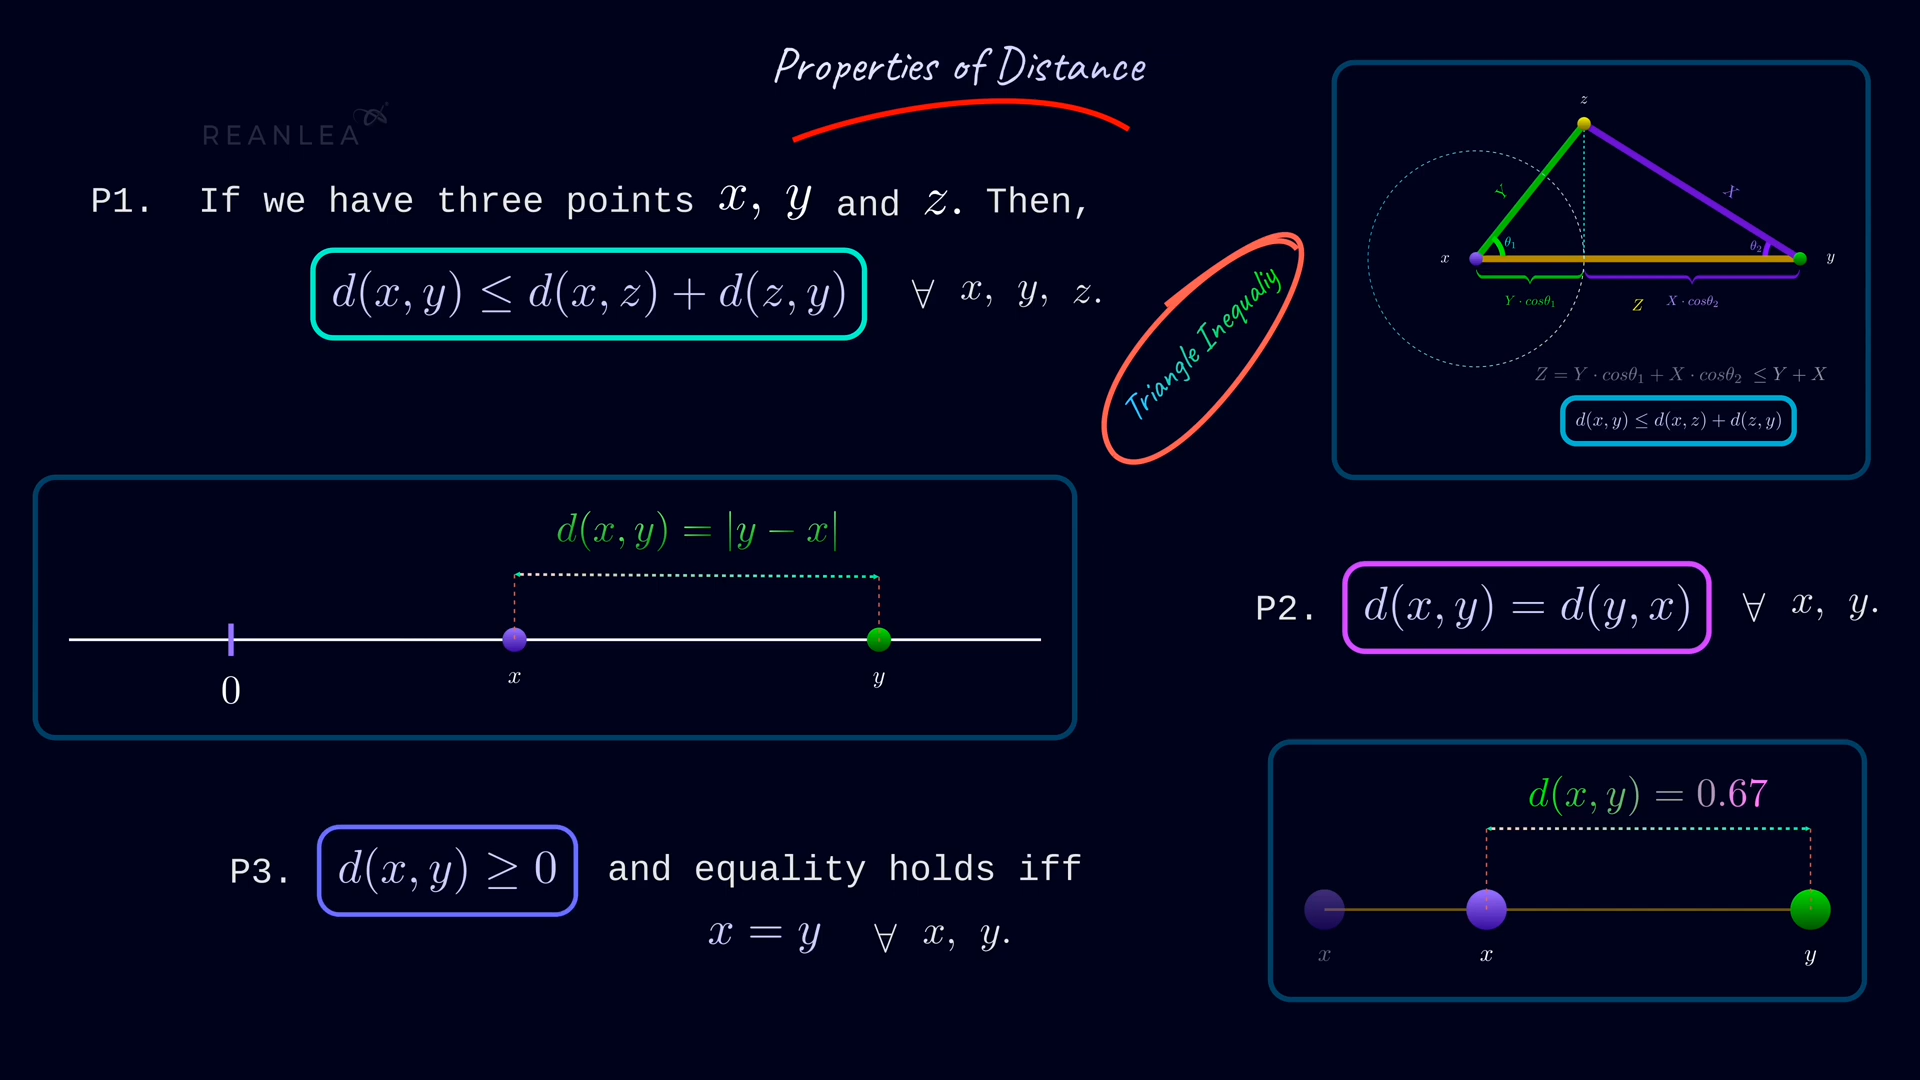 Properties of Distance
REANLEA
P1. If we have three points x, y and z. Then,
d(x, y) ≤ d(x, z) + d(z, y) ∀ x, y, z.
Triangle Inequaliy
z
Y
X
x
θ₁
θ₂
y
Y · cosθ₁
Z
X · cosθ₂
Z = Y · cosθ₁ + X · cosθ₂ ≤ Y + X
d(x, y) ≤ d(x, z) + d(z, y)
d(x, y) = |y − x|
0
x
y
P2. d(x, y) = d(y, x) ∀ x, y.
P3. d(x, y) ≥ 0 and equality holds iff
x = y ∀ x, y.
d(x, y) = 0.67
x
x
y